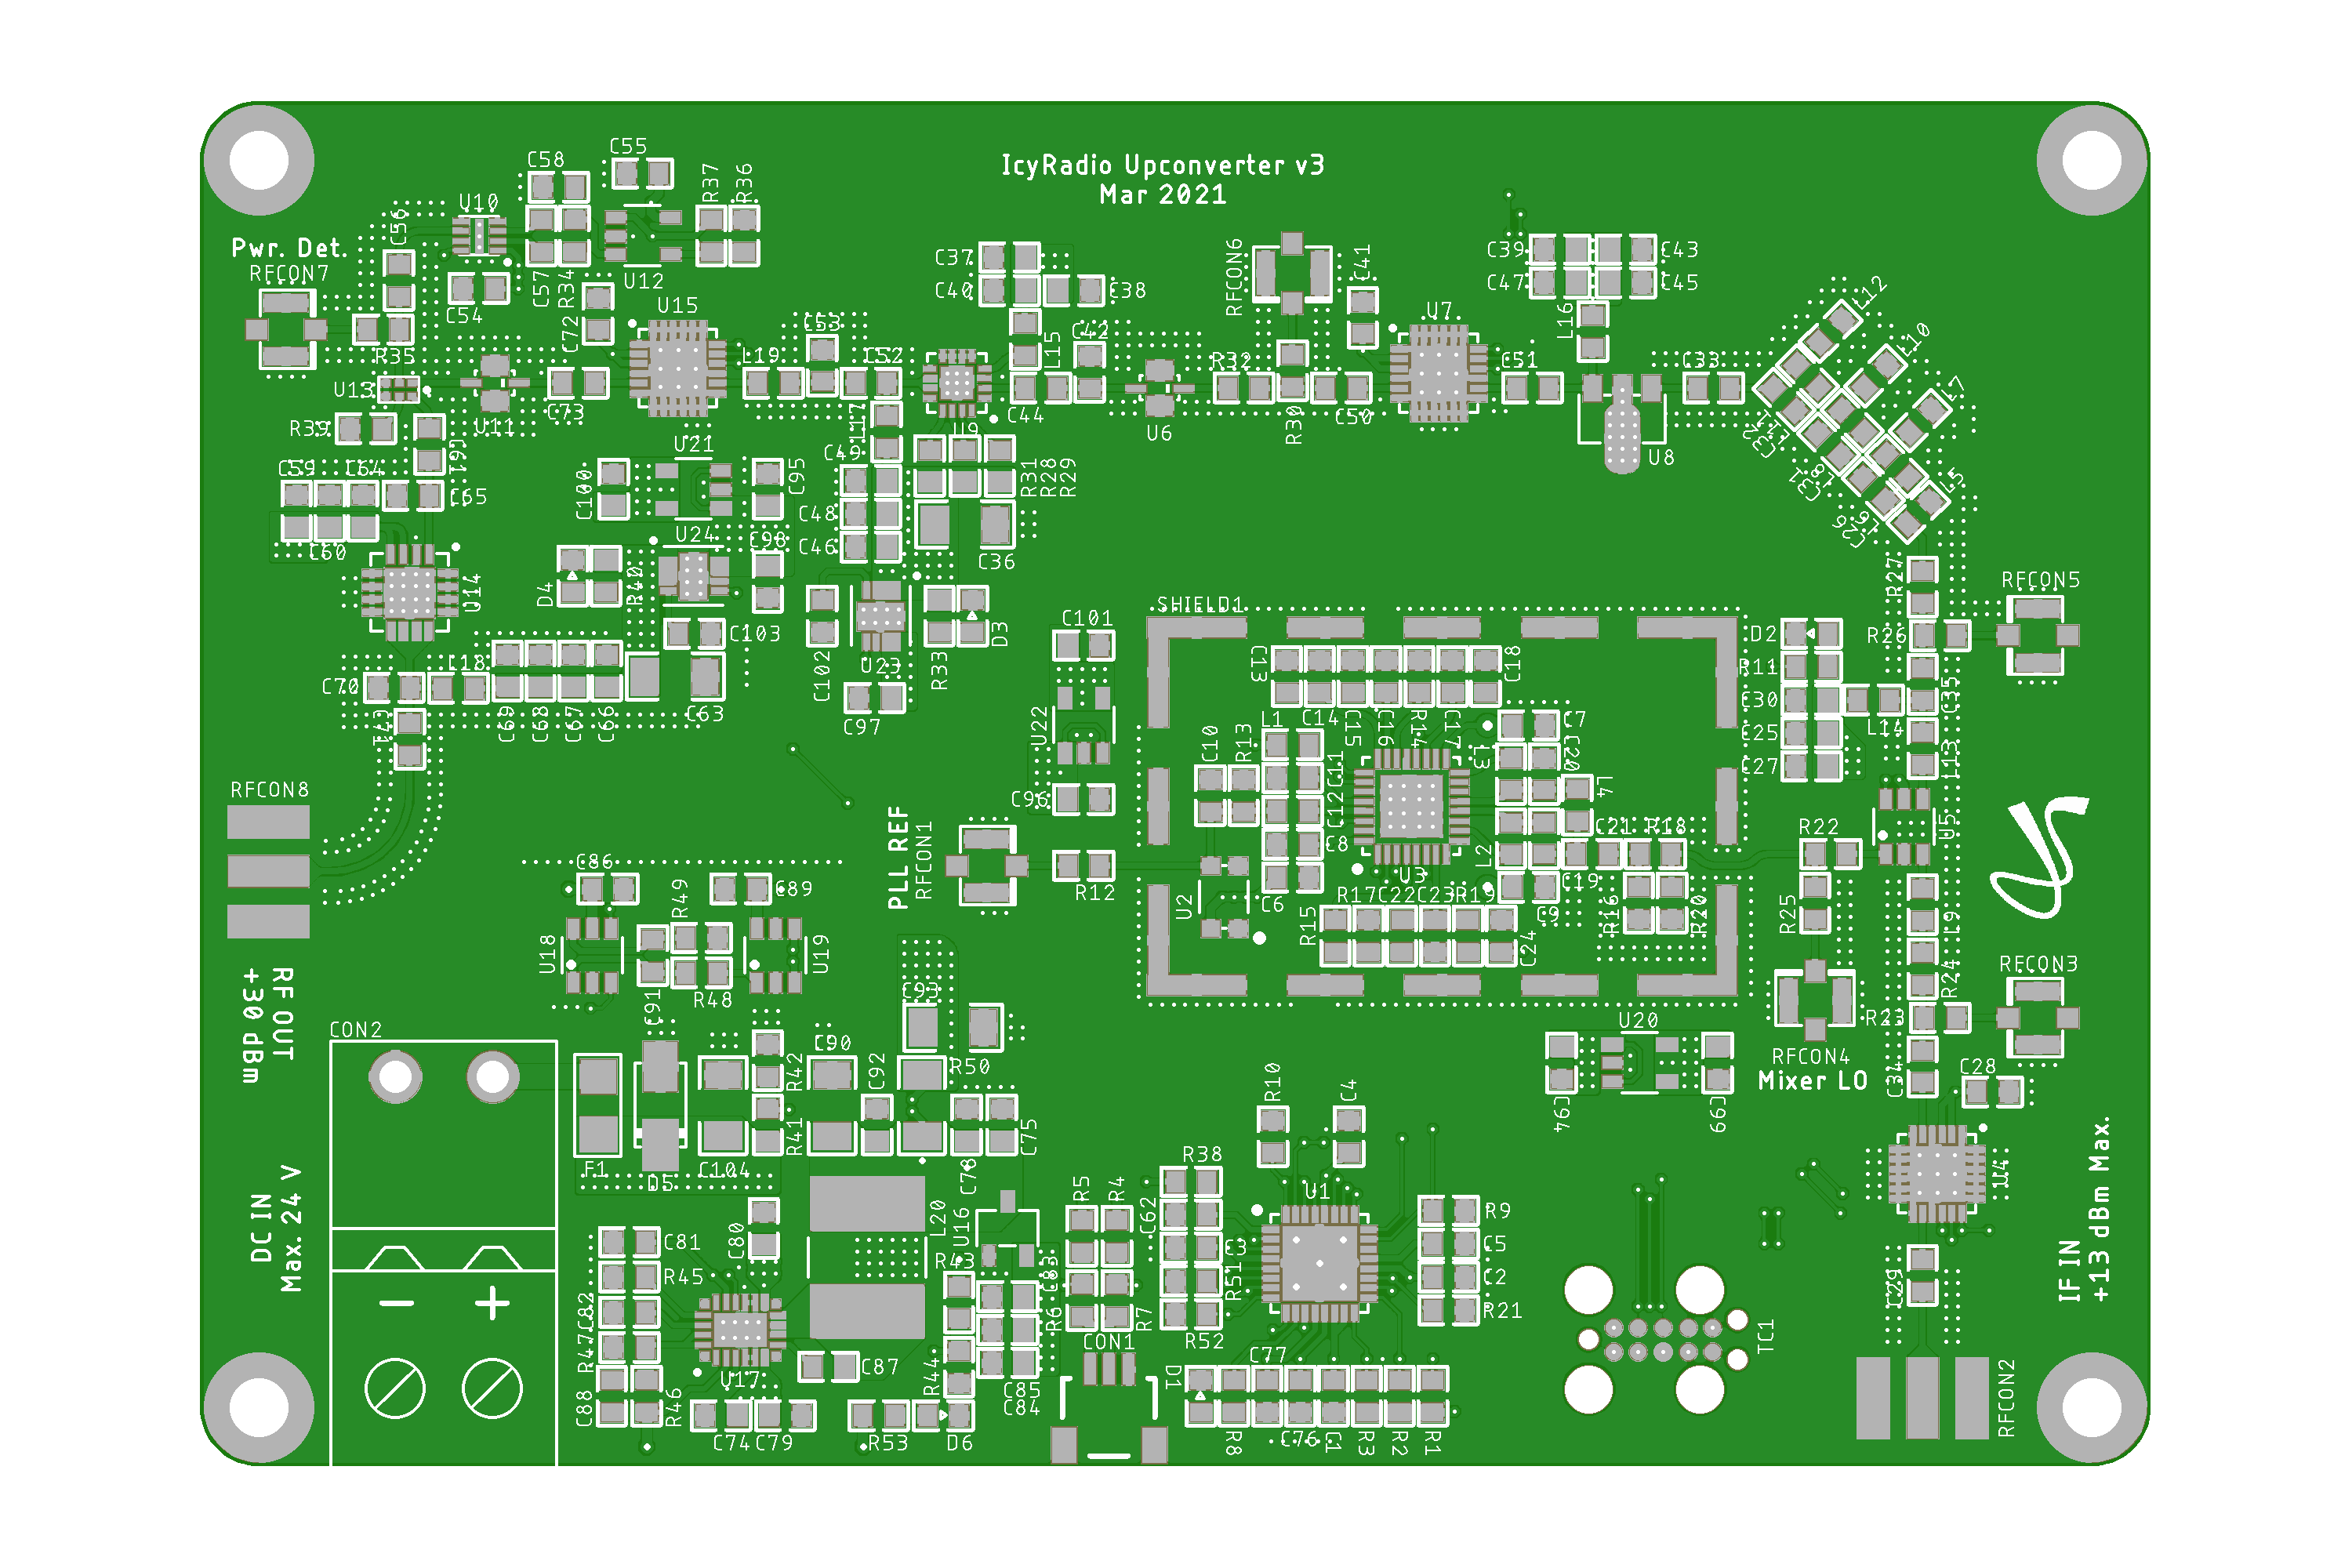 IcyRadio Upconverter v3
Mar 2021
C55
C58
R37
R36
U10
C56
Pwr. Det.
RFCON7
C57
R34
U12
C54
C72
U15
R35
U13
U11
C73
R39
C61
C59
C64
C65
C60
U14
L19
C53
C52
L17
U9
C37
C40
C38
L15
C42
C44
U6
R32
R30
C50
RFCON6
C41
U7
C51
L16
C39
C43
C47
C45
C33
U8
L12
L10
L7
L5
L11
C32
L8
C31
L6
C26
U21
C100
C95
C49
C48
C46
R31
R28
R29
C36
U24
C98
D4
R40
C103
C102
U23
R33
D3
C97
C63
C70
L18
C71
C69
C68
C67
C66
RFCON8
RF OUT
+30 dBm
C101
U22
C96
PLL REF
RFCON1
R12
SHIELD1
C13
C14
C15
C16
R14
C17
C18
C10
R13
L1
C11
C12
C8
C6
U2
U3
C7
C20
L3
L4
L2
C19
C9
C21
R18
R16
R20
R15
R17
C22
C23
R19
C24
R27
RFCON5
D2
R26
R11
C30
C25
C27
L14
C35
L13
U5
R22
R25
L9
R24
RFCON3
R23
RFCON4
Mixer LO
C34
C28
U4
C29
IF IN
+13 dBm Max.
RFCON2
U20
C94
C99
C86
C89
R49
U18
U19
C91
R48
C93
CON2
DC IN
Max. 24 V
− +
F1
D5
C104
R42
R41
C90
C92
R50
C78
C75
C80
L20
U16
C81
R45
C82
R47
C88
R46
U17
C87
C74
C79
R53
D6
R43
R44
C83
C85
C84
R5
R4
R6
R7
CON1
R10
C4
R38
C62
C3
R51
R52
U1
R9
C5
C2
R21
D1
C77
R8
C76
C1
R3
R2
R1
TC1